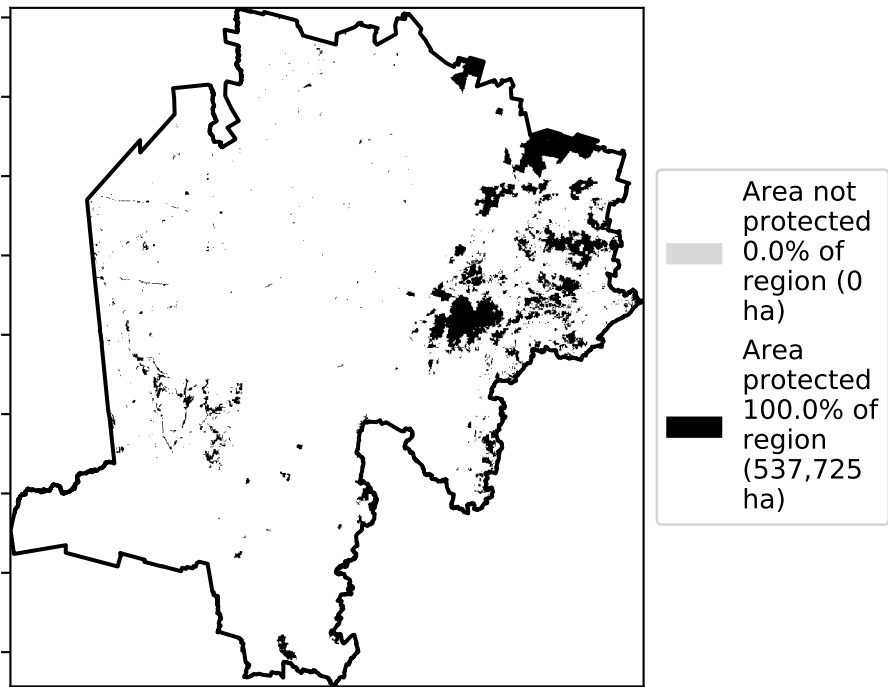 Area not
protected
0.0% of
region (0
ha)
Area
protected
100.0% of
region
(537,725
ha)